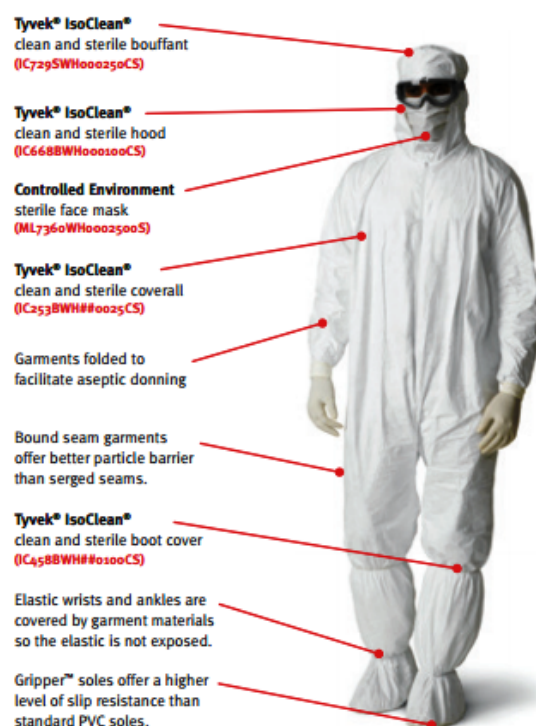 Tyvek® IsoClean®
clean and sterile bouffant
(IC729SWH000250CS)
Tyvek® IsoClean®
clean and sterile hood
(IC668BWH000100CS)
Controlled Environment
sterile face mask
(ML7360WH0002500S)
Tyvek® IsoClean®
clean and sterile coverall
(IC253BWH##0025CS)
Garments folded to
facilitate aseptic donning
Bound seam garments
offer better particle barrier
than serged seams.
Tyvek® IsoClean®
clean and sterile boot cover
(IC458BWH##0100CS)
Elastic wrists and ankles are
covered by garment materials
so the elastic is not exposed.
Gripper™ soles offer a higher
level of slip resistance than
standard PVC soles.